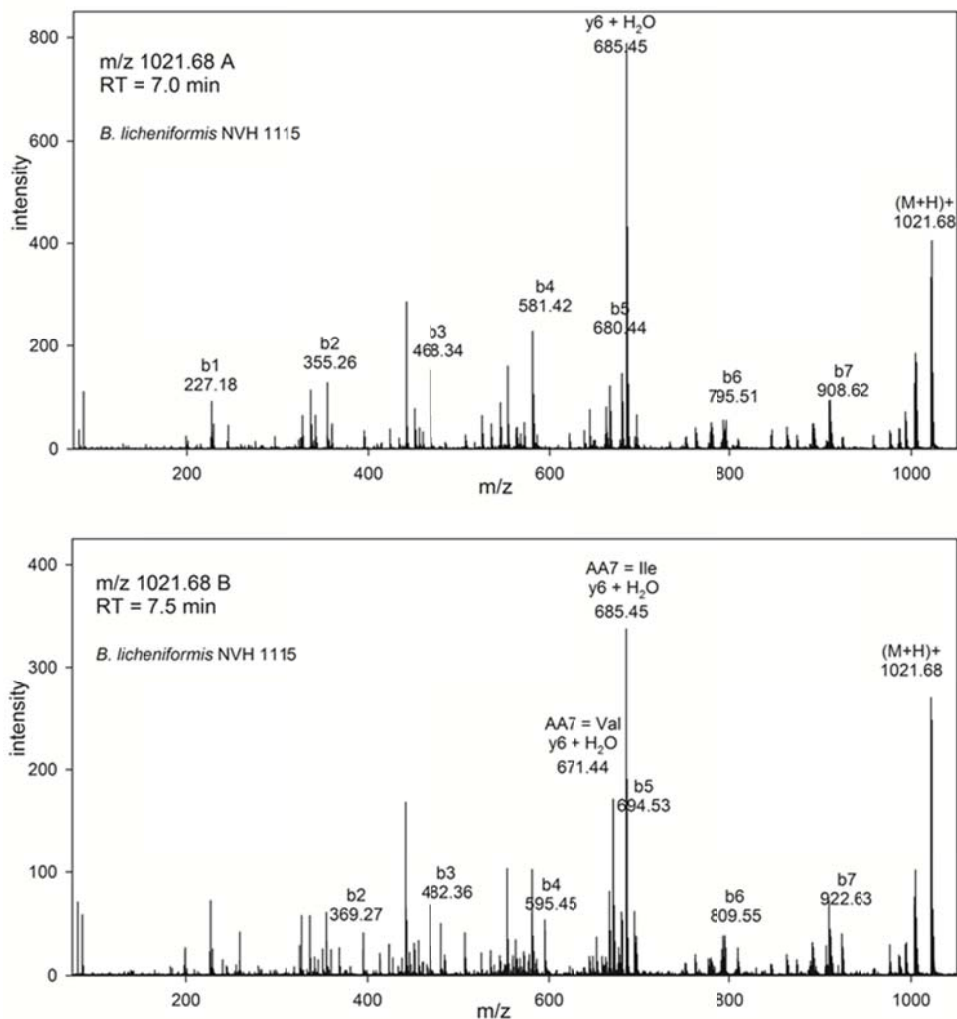 y6 + H₂O
685.45
800
m/z 1021.68 A
RT = 7.0 min
B. licheniformis NVH 1115
600
intensity
(M+H)+
1021.68
400
b4
581.42
b5
680.44
b3
468.34
b2
355.26
b1
227.18
200
b6
795.51
b7
908.62
0
200
400
600
800
1000
m/z
400
m/z 1021.68 B
RT = 7.5 min
B. licheniformis NVH 1115
AA7 = Ile
y6 + H₂O
685.45
(M+H)+
1021.68
300
intensity
AA7 = Val
y6 + H₂O
671.44
b5
694.53
200
100
b2
369.27
b3
482.36
b4
595.45
b6
809.55
b7
922.63
0
200
400
600
800
1000
m/z